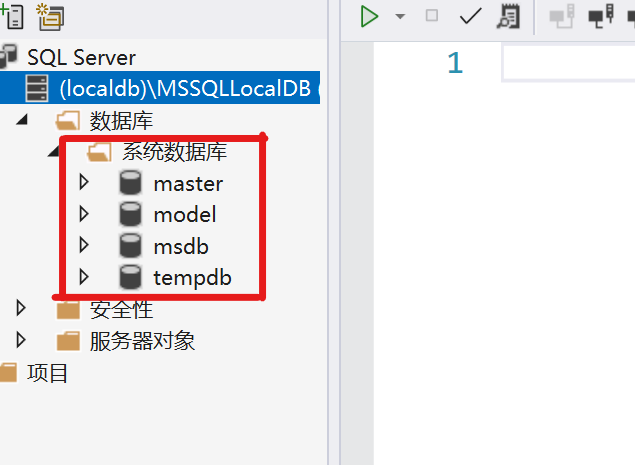 SQL Server
(localdb)\MSSQLLocalDB (
数据库
系统数据库
master
model
msdb
tempdb
安全性
服务器对象
项目
1